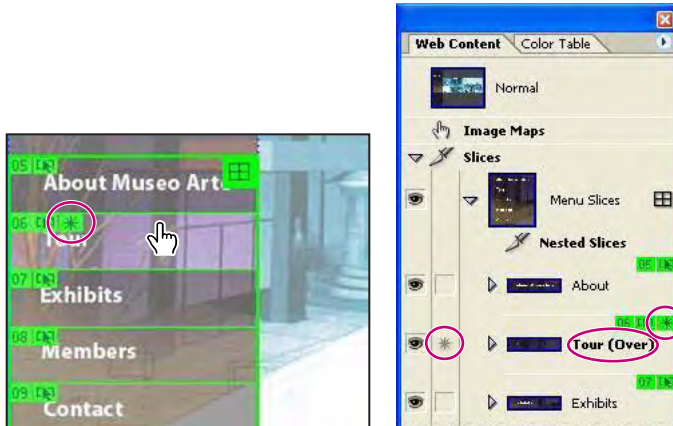 05
About Museo Arte
06
Tour
07
Exhibits
08
Members
09
Contact
Web Content Color Table
Normal
Image Maps
Slices
Menu Slices
Nested Slices
05
About
06
Tour (Over)
07
Exhibits